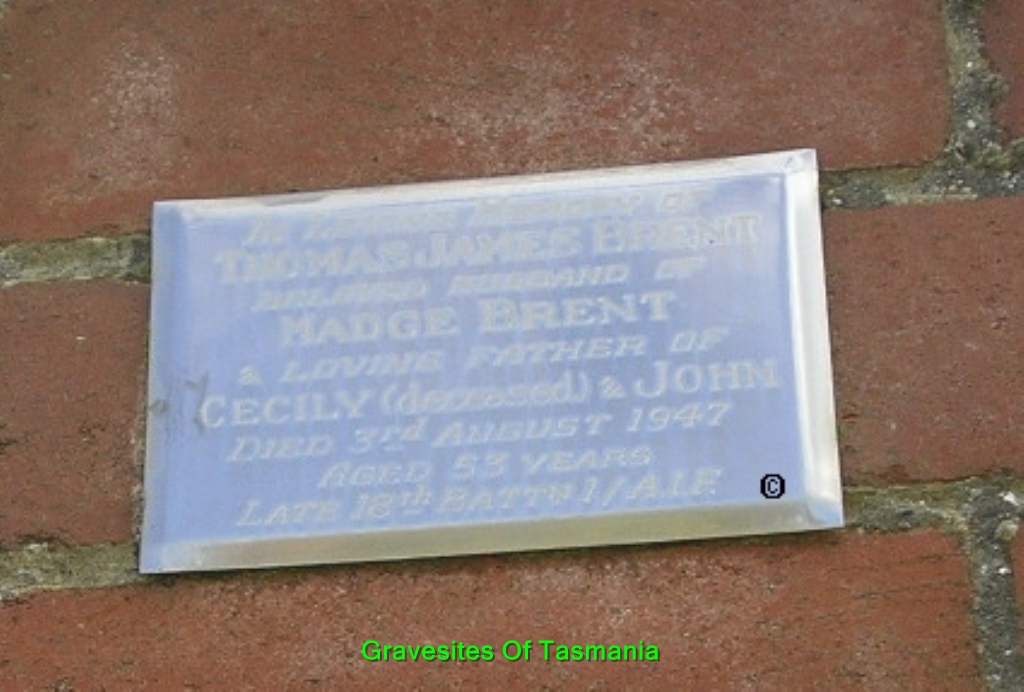 IN LOVING MEMORY OF
THOMAS JAMES BRENT
BELOVED HUSBAND OF
MADGE BRENT
& LOVING FATHER OF
CECILY (deceased) & JOHN
DIED 3rd AUGUST 1947
AGED 53 YEARS
LATE 18th BATTN 1/A.I.F.
©
Gravesites Of Tasmania